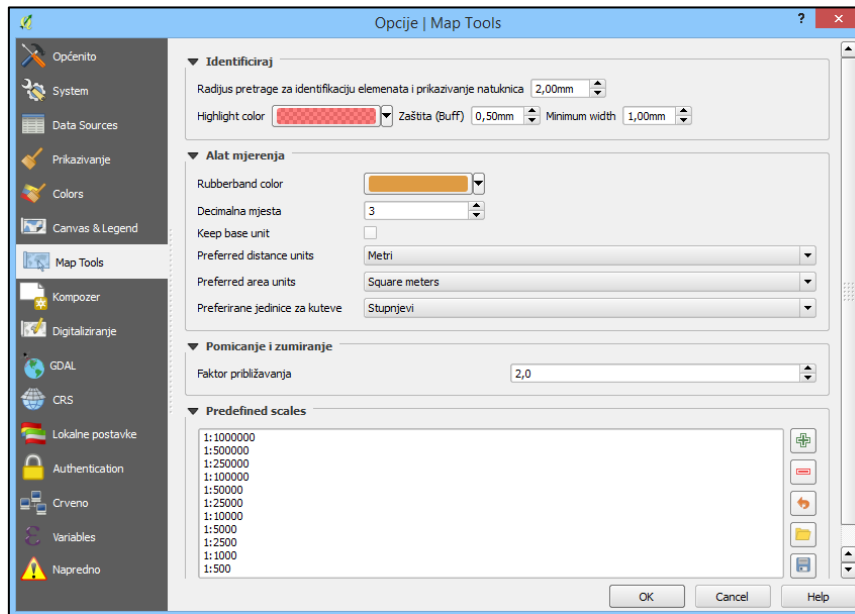 Opcije | Map Tools
?
Općenito
System
Data Sources
Prikazivanje
Colors
Canvas & Legend
Map Tools
Kompozer
Digitaliziranje
GDAL
CRS
Lokalne postavke
Authentication
Crveno
Variables
Napredno
Identificiraj
Radijus pretrage za identifikaciju elemenata i prikazivanje natuknica 2,00mm
Highlight color Zaštita (Buff) 0,50mm Minimum width 1,00mm
Alat mjerenja
Rubberband color
Decimalna mjesta 3
Keep base unit
Preferred distance units Metri
Preferred area units Square meters
Preferirane jedinice za kuteve Stupnjevi
Pomicanje i zumiranje
Faktor približavanja 2,0
Predefined scales
1:1000000
1:500000
1:250000
1:100000
1:50000
1:25000
1:10000
1:5000
1:2500
1:1000
1:500
OK Cancel Help